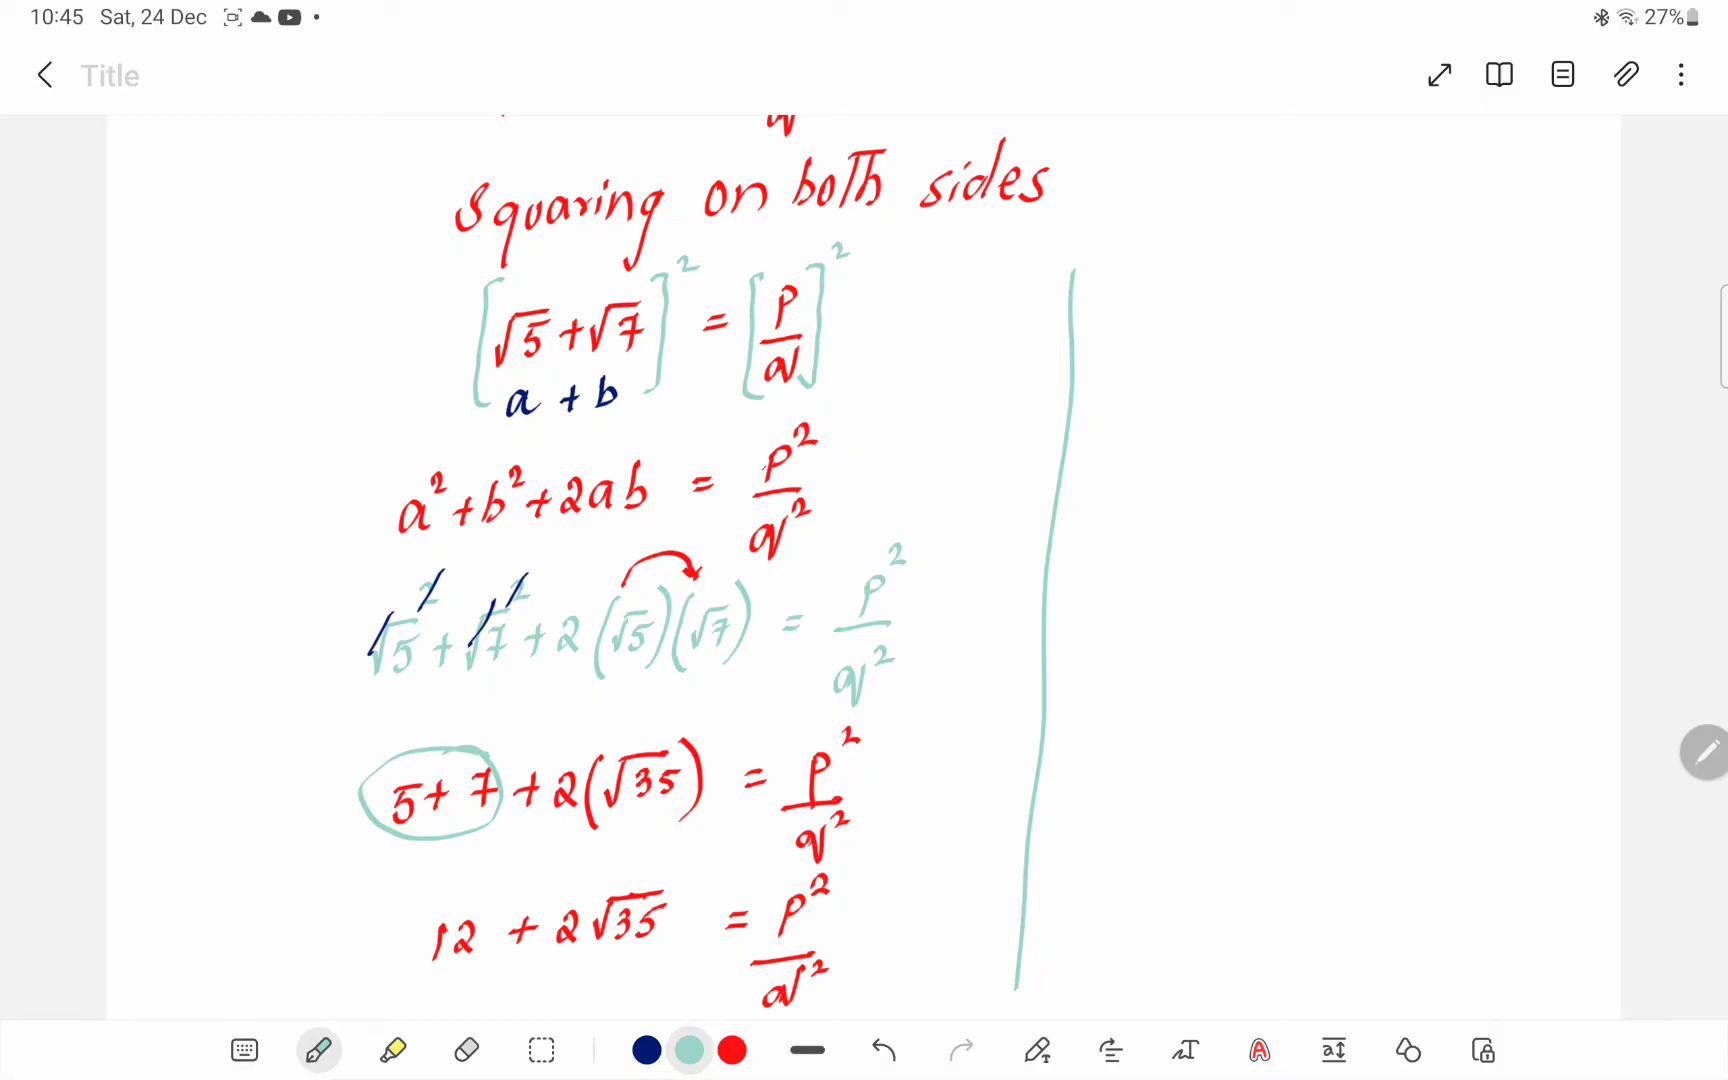 10:45 Sat, 24 Dec 27%
Title
Squaring on both sides
[√5 + √7]² = [p/q]²
a + b
a² + b² + 2ab = p²/q²
√5² + √7² + 2(√5)(√7) = p²/q²
5 + 7 + 2(√35) = p²/q²
12 + 2√35 = p²/q²